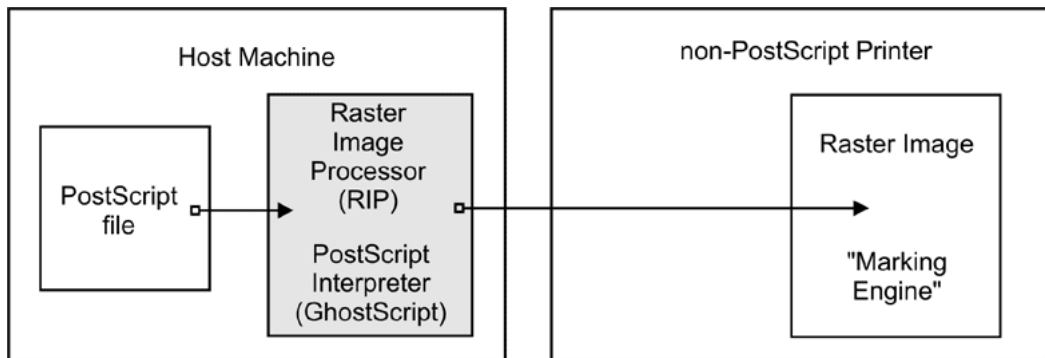 Host Machine
PostScript
file
Raster
Image
Processor
(RIP)
PostScript
Interpreter
(GhostScript)
non-PostScript Printer
Raster Image
"Marking
Engine"